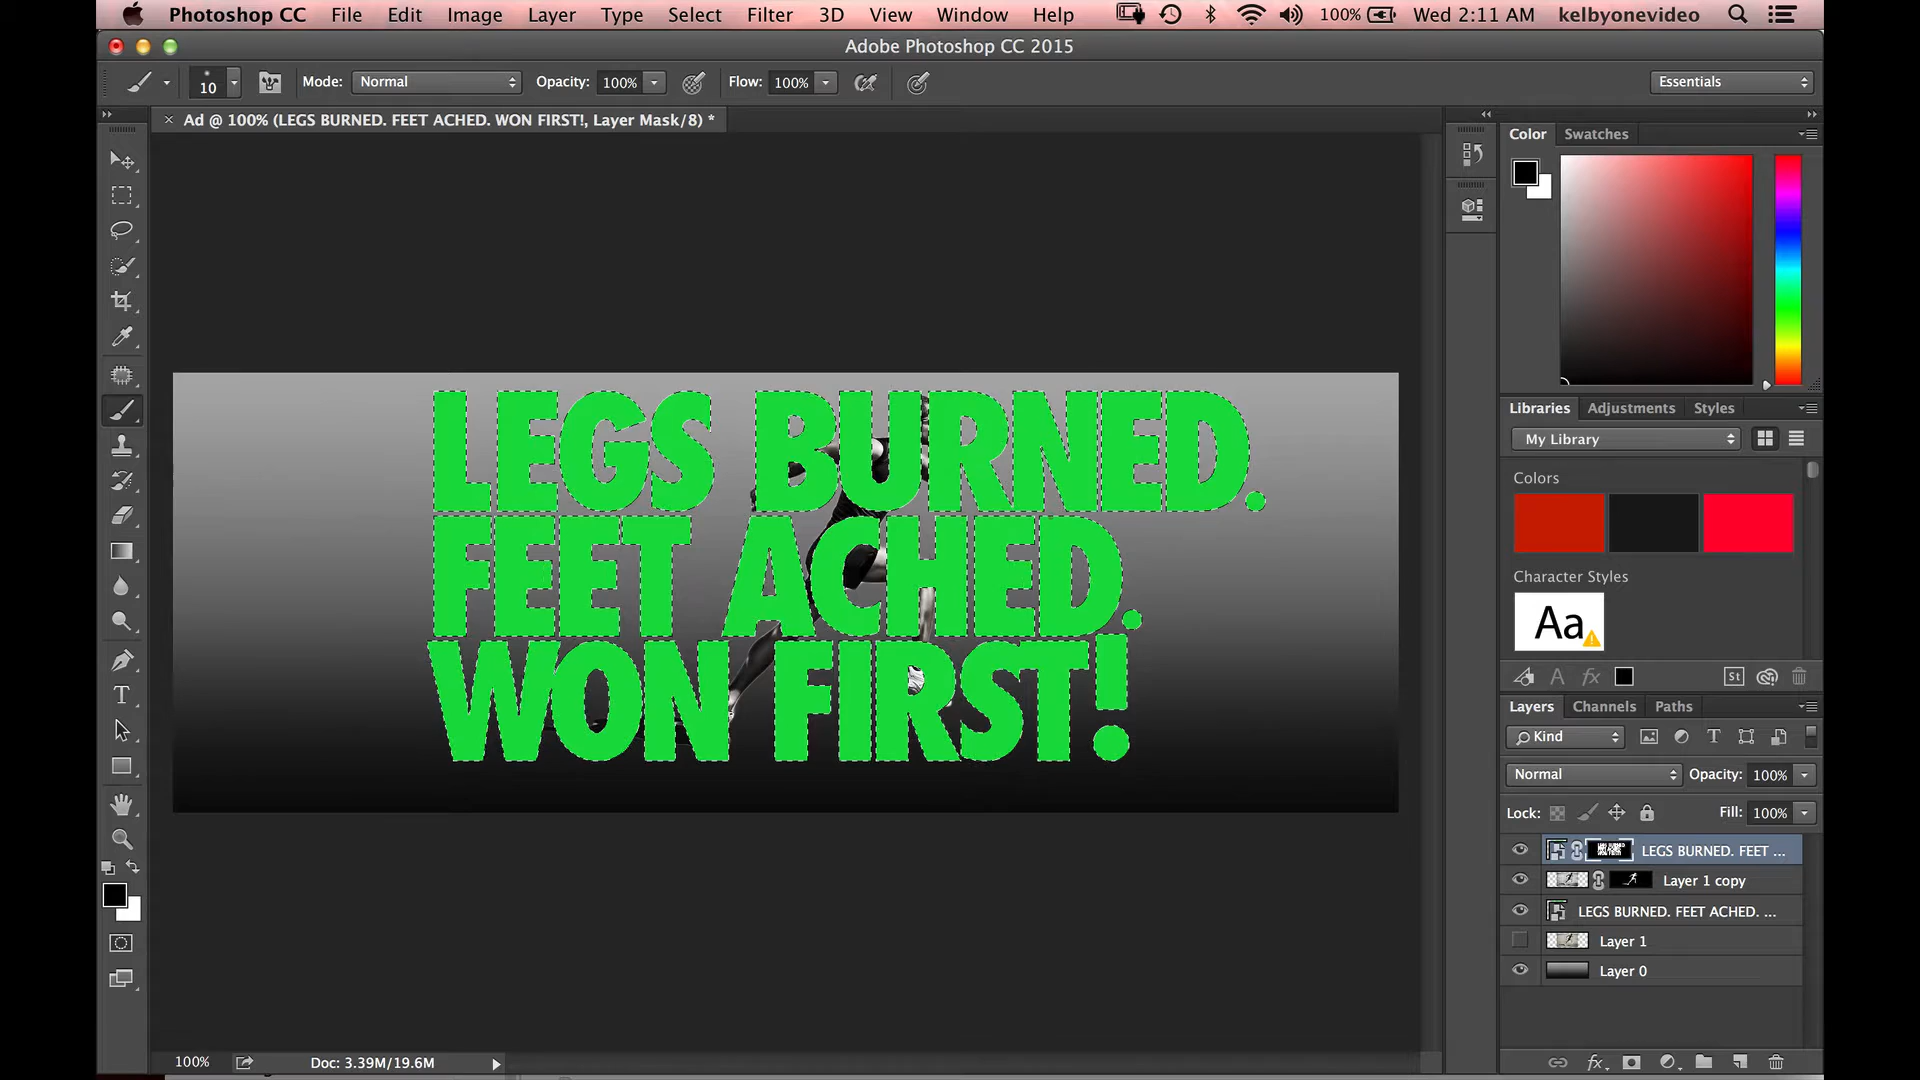 Photoshop CC File Edit Image Layer Type Select Filter 3D View Window Help 100% Wed 2:11 AM kelbyonevideo
Adobe Photoshop CC 2015
10 Mode: Normal Opacity: 100% Flow: 100% Essentials
× Ad @ 100% (LEGS BURNED. FEET ACHED. WON FIRST!, Layer Mask/8) *
Color Swatches
LEGS BURNED.
FEET ACHED.
WON FIRST!
Libraries Adjustments Styles
My Library
Colors
Character Styles
Aa
A fx St
Layers Channels Paths
Kind T
Normal Opacity: 100%
Lock: Fill: 100%
LEGS BURNED. FEET ...
Layer 1 copy
LEGS BURNED. FEET ACHED. ...
Layer 1
Layer 0
fx
100% Doc: 3.39M/19.6M